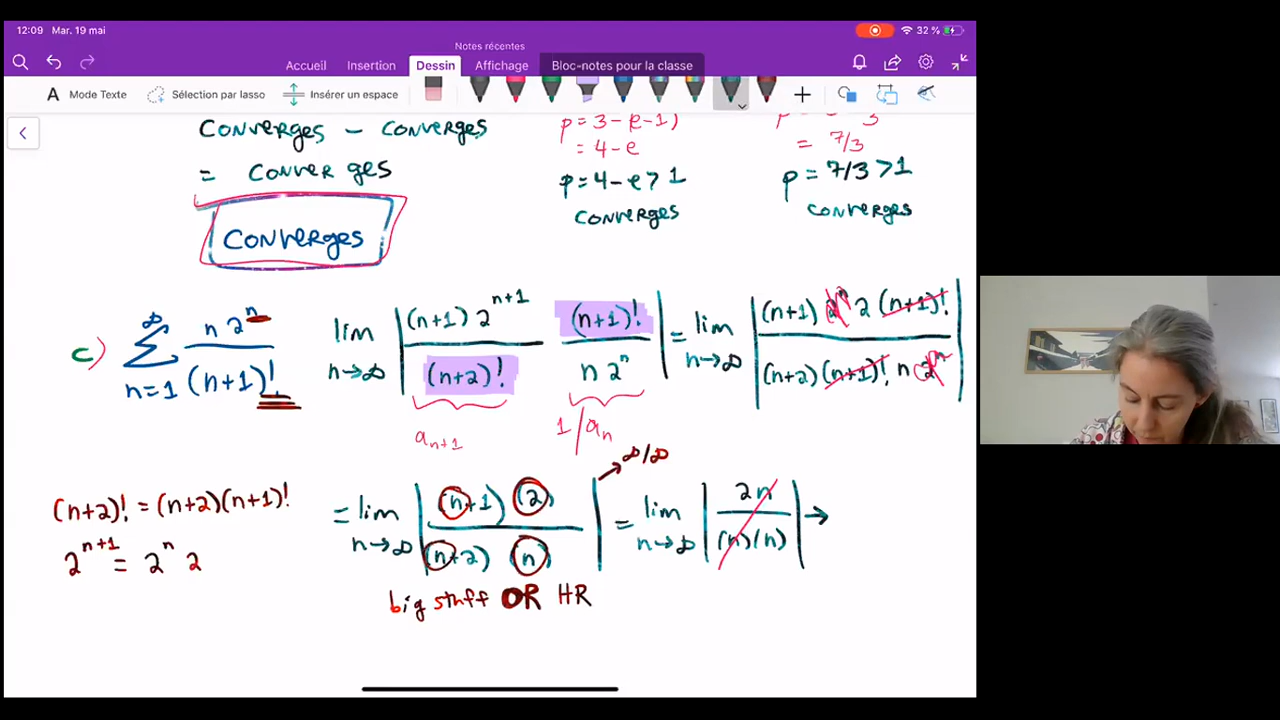 12:09 Mar. 19 mai
32 %
Notes récentes
Accueil Insertion Dessin Affichage Bloc-notes pour la classe
A Mode Texte Sélection par lasso Insérer un espace
Converges – Converges
= Converges
Converges
p = 3 - (e-1)
= 4 - e
p = 4 - e > 1
Converges
= 7/3
p = 7/3 > 1
Converges
c) ∞ Σ n=1 n 2^n / (n+1)!
lim n→∞ | (n+1) 2^{n+1} / (n+2)! (n+1)! / n 2^n | = lim n→∞ | (n+1) 2^n 2 (n+1)! / (n+2) (n+1)! n 2^n |
a_{n+1} 1/a_n
∞/∞
(n+2)! = (n+2)(n+1)!
2^{n+1} = 2^n 2
= lim n→∞ | (n+1) (2) / (n+2) (n) | = lim n→∞ | 2n / (n)(n) | →
big stuff OR HR